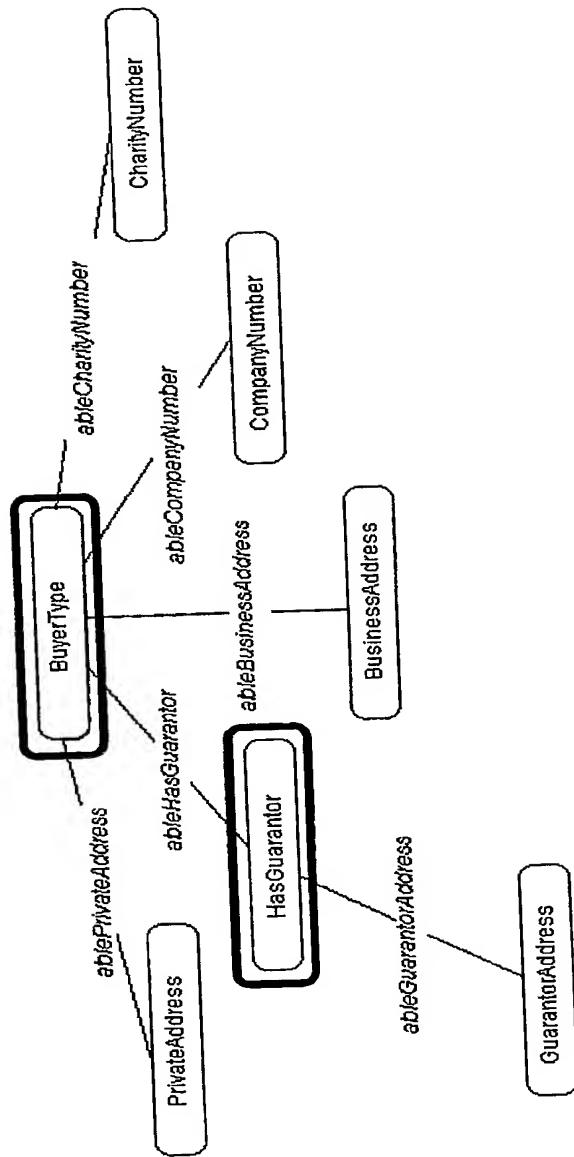 BuyerType
ablePrivateAddress
ableHasGuarantor
ableBusinessAddress
ableCompanyNumber
ableCharityNumber
PrivateAddress
HasGuarantor
BusinessAddress
CompanyNumber
CharityNumber
ableGuarantorAddress
GuarantorAddress